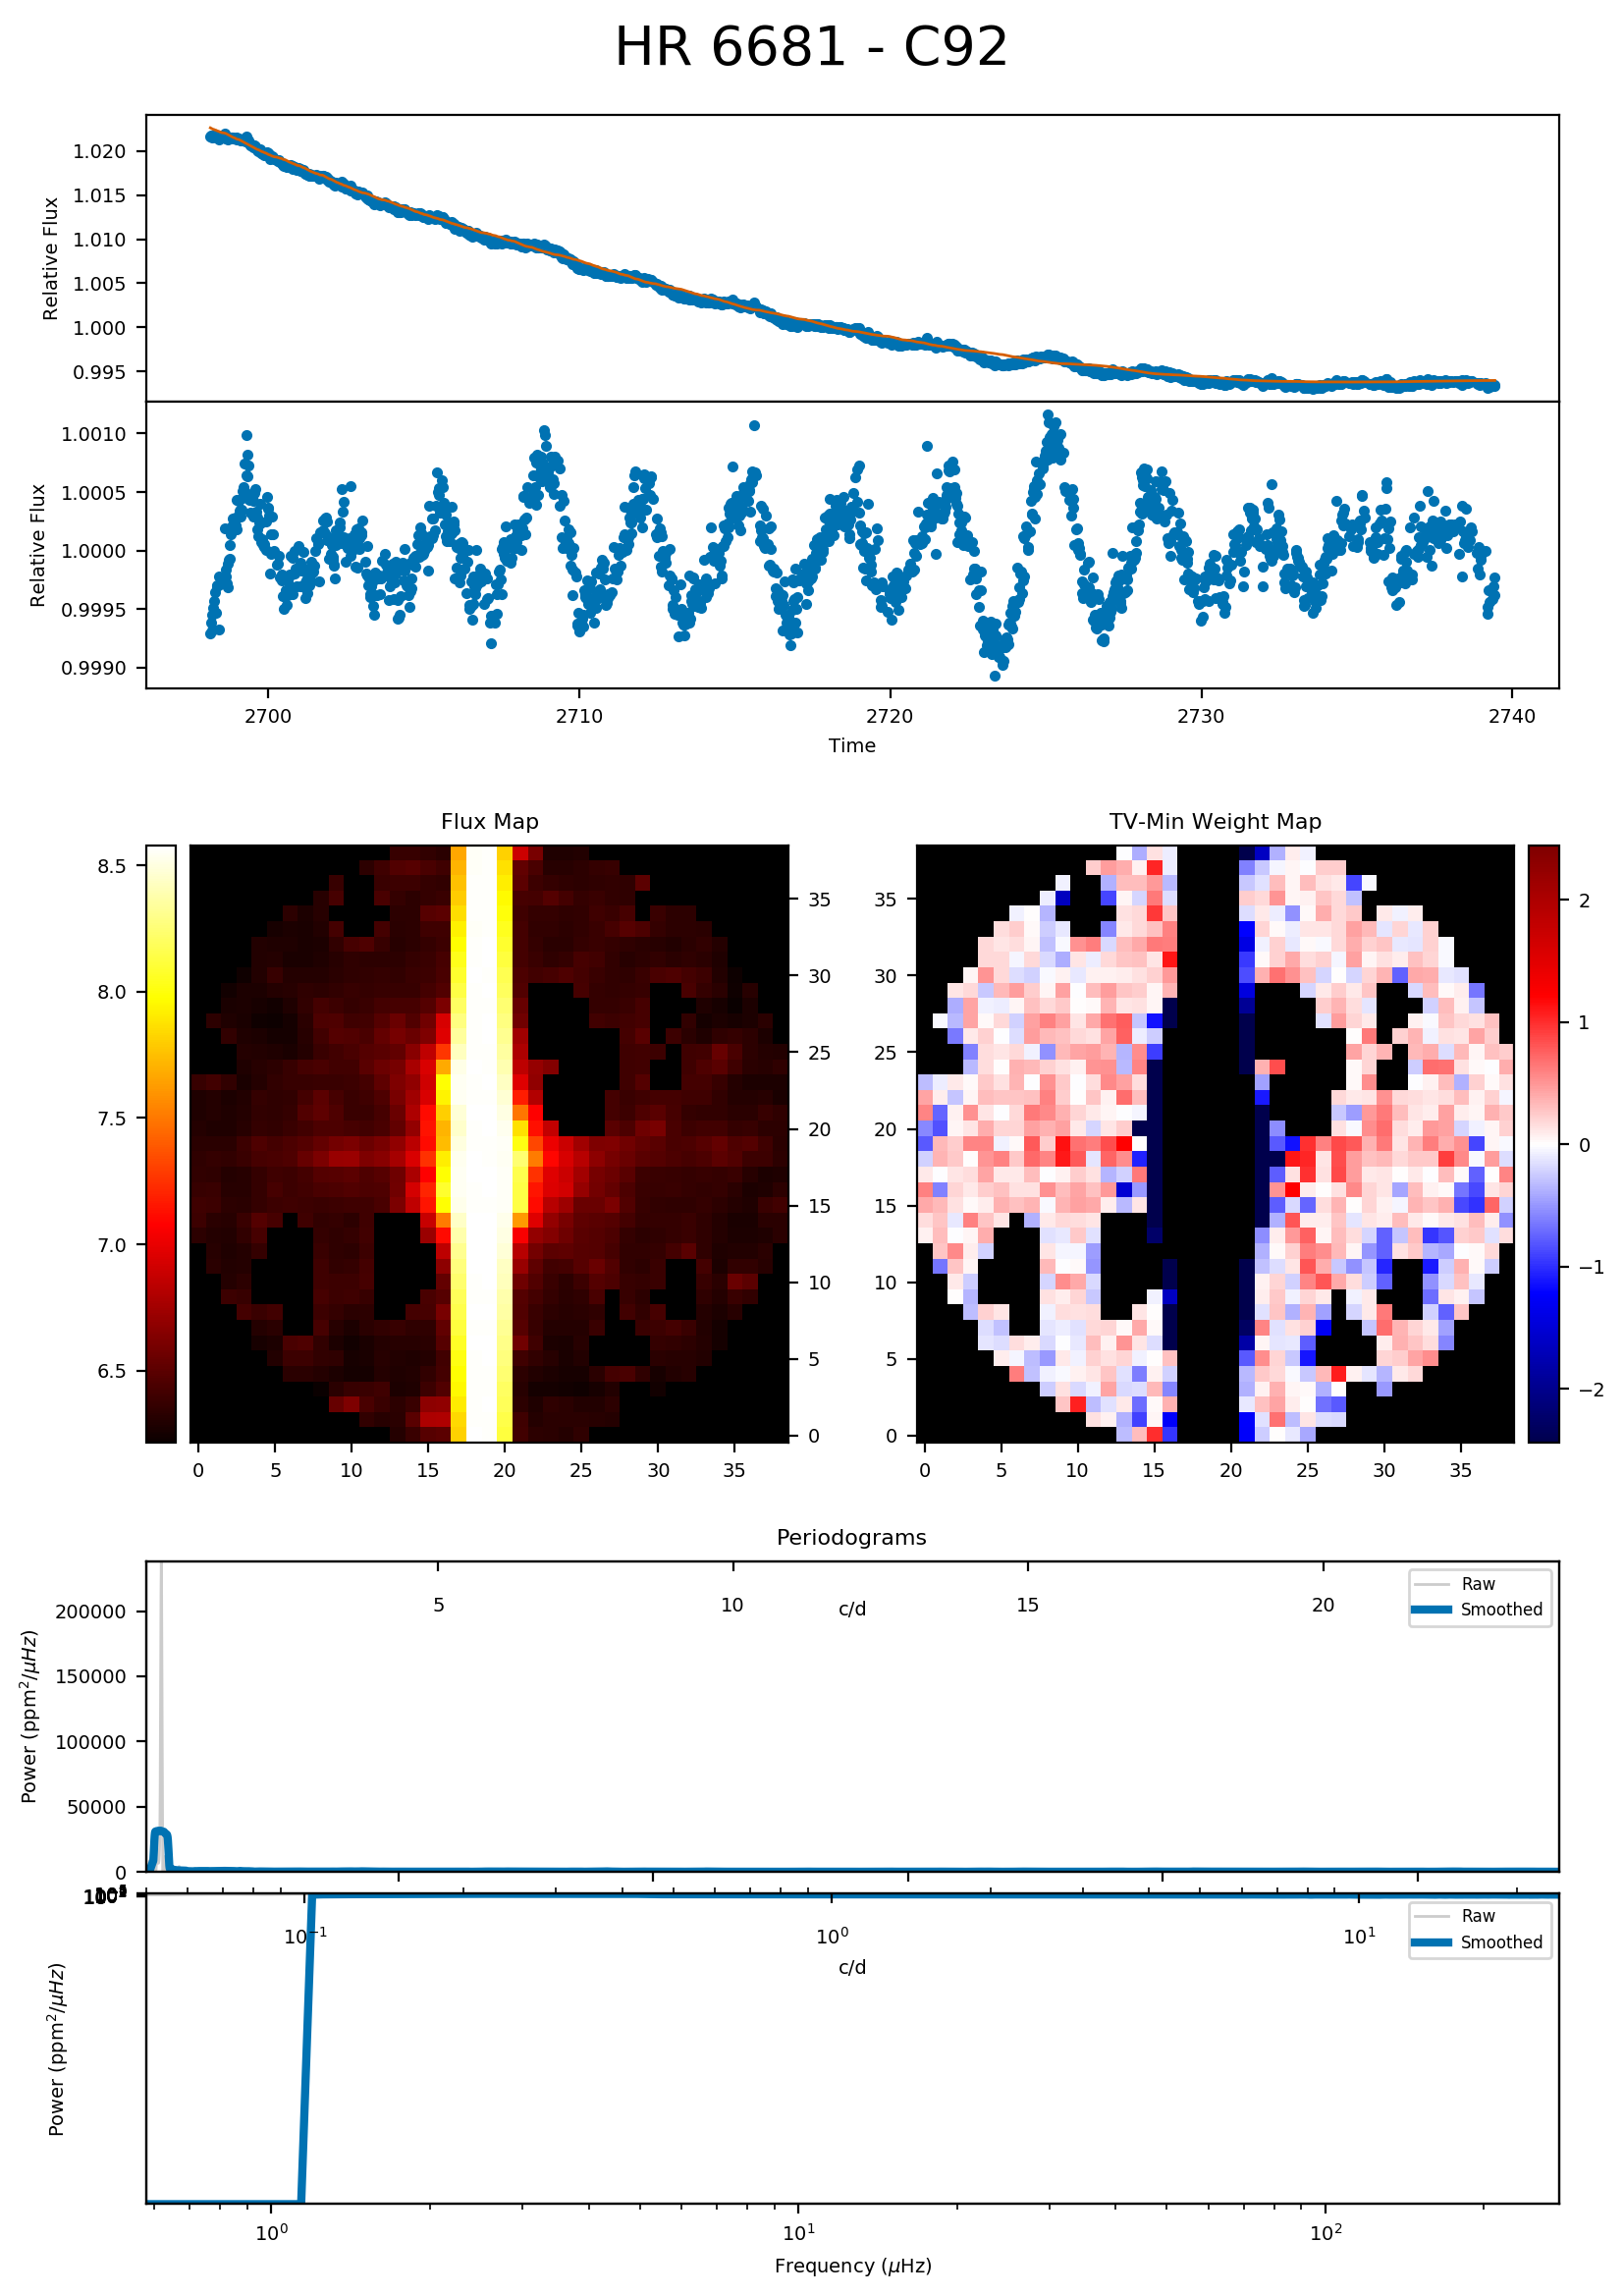 HR 6681 - C92
Relative Flux
1.020
1.015
1.010
1.005
1.000
0.995
Relative Flux
1.0010
1.0005
1.0000
0.9995
0.9990
2700 2710 2720 2730 2740
Time
Flux Map
8.5
8.0
7.5
7.0
6.5
35
30
25
20
15
10
5
0
0 5 10 15 20 25 30 35
TV-Min Weight Map
35
30
25
20
15
10
5
0
0 5 10 15 20 25 30 35
2
1
0
−1
−2
Periodograms
Power (ppm²/μHz)
200000
150000
100000
50000
0
5 10 15 20
c/d
Raw
Smoothed
Power (ppm²/μHz)
10⁻¹ 10⁰ 10¹
c/d
Raw
Smoothed
10⁰ 10¹ 10²
Frequency (μHz)